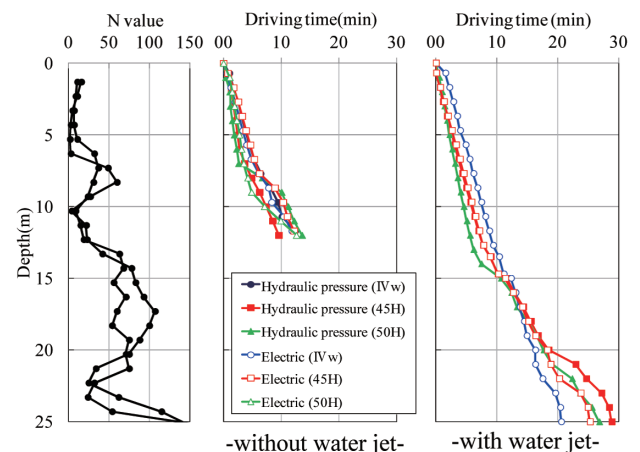 N value
Driving time(min)
Driving time(min)
0 50 100 150
00 10 20 30
00 10 20 30
0
5
10
15
20
25
Depth(m)
Hydraulic pressure (IVw)
Hydraulic pressure (45H)
Hydraulic pressure (50H)
Electric (IVw)
Electric (45H)
Electric (50H)
-without water jet-
-with water jet-